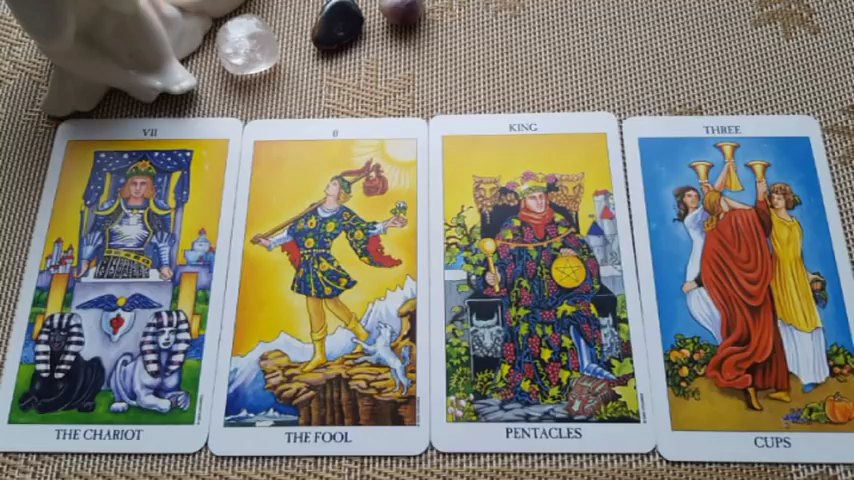 VII
THE CHARIOT
0
THE FOOL
KING
PENTACLES
THREE
CUPS